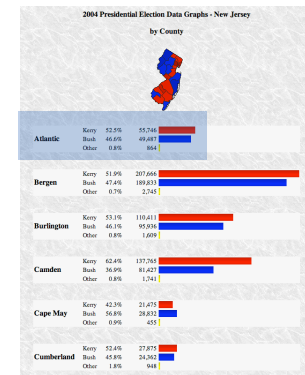 2004 Presidential Election Data Graphs - New Jersey
by County
Kerry 52.5% 55,746
Atlantic Bush 46.6% 49,487
Other 0.8% 864
Kerry 51.9% 207,666
Bergen Bush 47.4% 189,833
Other 0.7% 2,745
Kerry 53.1% 110,411
Burlington Bush 46.1% 95,936
Other 0.8% 1,609
Kerry 62.4% 137,765
Camden Bush 36.9% 81,427
Other 0.8% 1,741
Kerry 42.3% 21,475
Cape May Bush 56.8% 28,832
Other 0.9% 455
Kerry 52.4% 27,875
Cumberland Bush 45.8% 24,362
Other 1.8% 948